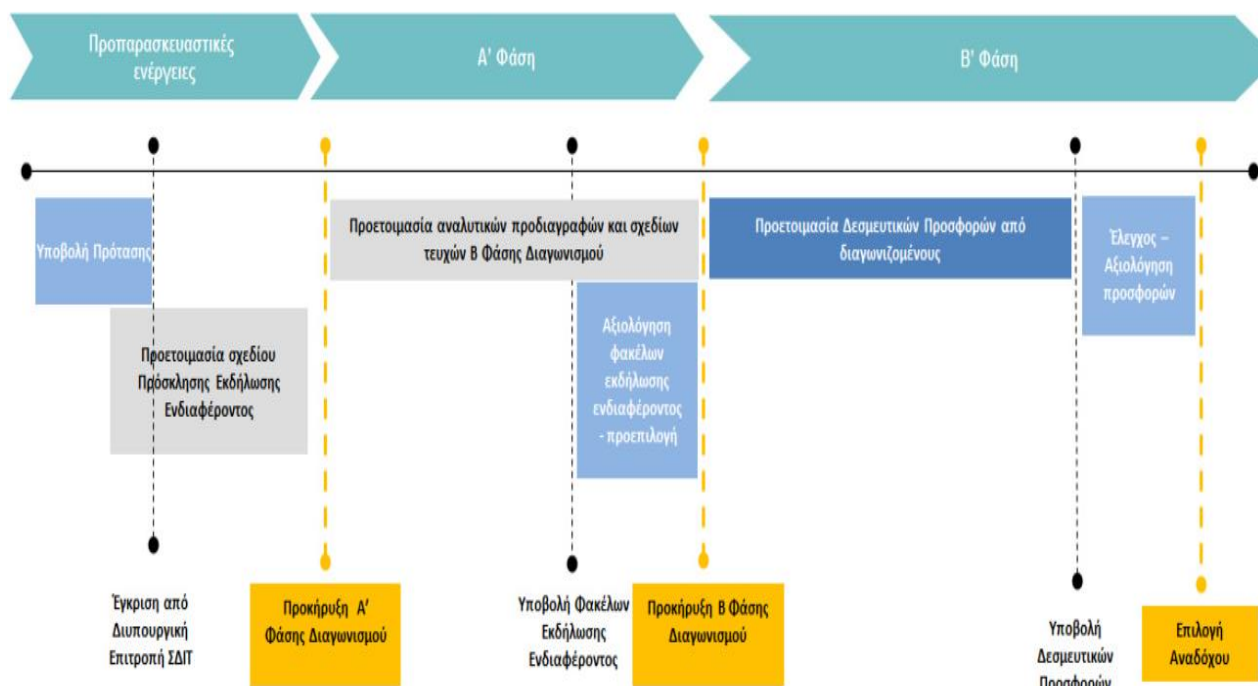 Προπαρασκευαστικές
ενέργειες
Α' Φάση
Β' Φάση
Υποβολή Πρότασης
Προετοιμασία σχεδίου
Πρόσκλησης Εκδήλωσης
Ενδιαφέροντος
Προετοιμασία αναλυτικών προδιαγραφών και σχεδίων
τευχών Β Φάσης Διαγωνισμού
Αξιολόγηση
φακέλων
εκδήλωσης
ενδιαφέροντος
- προεπιλογή
Προετοιμασία Δεσμευτικών Προσφορών από
διαγωνιζομένους
Έλεγχος –
Αξιολόγηση
προσφορών
Έγκριση από
Διυπουργική
Επιτροπή ΣΔΙΤ
Προκήρυξη Α'
Φάσης Διαγωνισμού
Υποβολή Φακέλων
Εκδήλωσης
Ενδιαφέροντος
Προκήρυξη Β Φάσης
Διαγωνισμού
Υποβολή
Δεσμευτικών
Προσφορών
Επιλογή
Αναδόχου